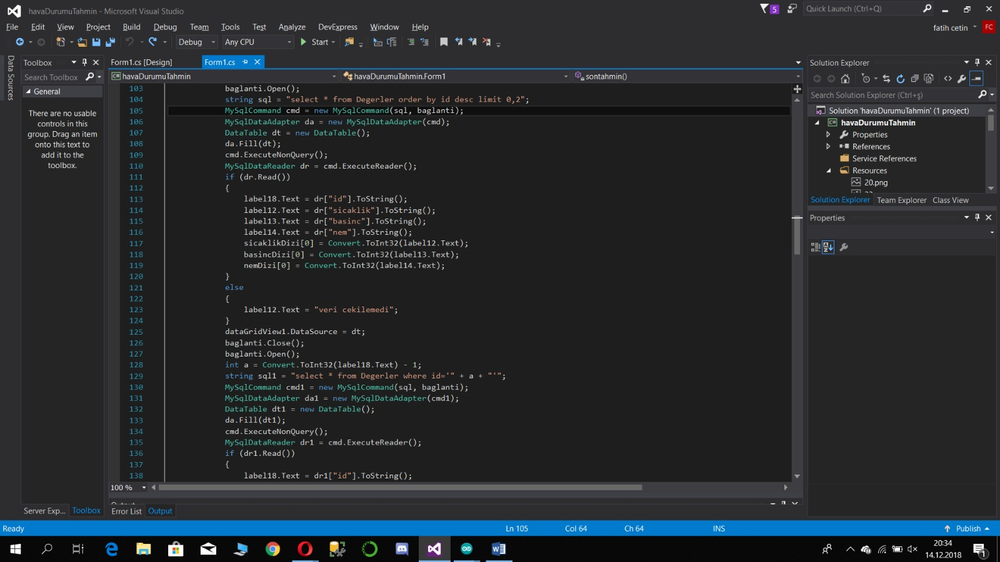 havaDurumuTahmin - Microsoft Visual Studio
5
Quick Launch (Ctrl+Q)
File Edit View Project Build Debug Team Tools Test Analyze DevExpress Window Help
fatih cetin FC
Debug Any CPU Start
Data Sources
Toolbox
Search Toolbox
General
There are no usable
controls in this
group. Drag an item
onto this text to
add it to the
toolbox.
Server Exp... Toolbox
Form1.cs [Design] Form1.cs
havaDurumuTahmin havaDurumuTahmin.Form1 sontahmin()
103 baglanti.Open();
104 string sql = "select * from Degerler order by id desc limit 0,2";
105 MySqlCommand cmd = new MySqlCommand(sql, baglanti);
106 MySqlDataAdapter da = new MySqlDataAdapter(cmd);
107 DataTable dt = new DataTable();
108 da.Fill(dt);
109 cmd.ExecuteNonQuery();
110 MySqlDataReader dr = cmd.ExecuteReader();
111 if (dr.Read())
112 {
113 label18.Text = dr["id"].ToString();
114 label12.Text = dr["sicaklik"].ToString();
115 label13.Text = dr["basinc"].ToString();
116 label14.Text = dr["nem"].ToString();
117 sicaklikDizi[0] = Convert.ToInt32(label12.Text);
118 basincDizi[0] = Convert.ToInt32(label13.Text);
119 nemDizi[0] = Convert.ToInt32(label14.Text);
120 }
121 else
122 {
123 label12.Text = "veri cekilemedi";
124 }
125 dataGridView1.DataSource = dt;
126 baglanti.Close();
127 baglanti.Open();
128 int a = Convert.ToInt32(label18.Text) - 1;
129 string sql1 = "select * from Degerler where id='" + a + "'";
130 MySqlCommand cmd1 = new MySqlCommand(sql, baglanti);
131 MySqlDataAdapter da1 = new MySqlDataAdapter(cmd1);
132 DataTable dt1 = new DataTable();
133 da.Fill(dt1);
134 cmd.ExecuteNonQuery();
135 MySqlDataReader dr1 = cmd.ExecuteReader();
136 if (dr1.Read())
137 {
138 label18.Text = dr1["id"].ToString();
100 %
Output
Error List Output
Solution Explorer
Search Solution Explorer (Ctrl+ş)
Solution 'havaDurumuTahmin' (1 project)
havaDurumuTahmin
Properties
References
Service References
Resources
20.png
Solution Explorer Team Explorer Class View
Properties
Ready Ln 105 Col 64 Ch 64 INS Publish
20:34
14.12.2018
1